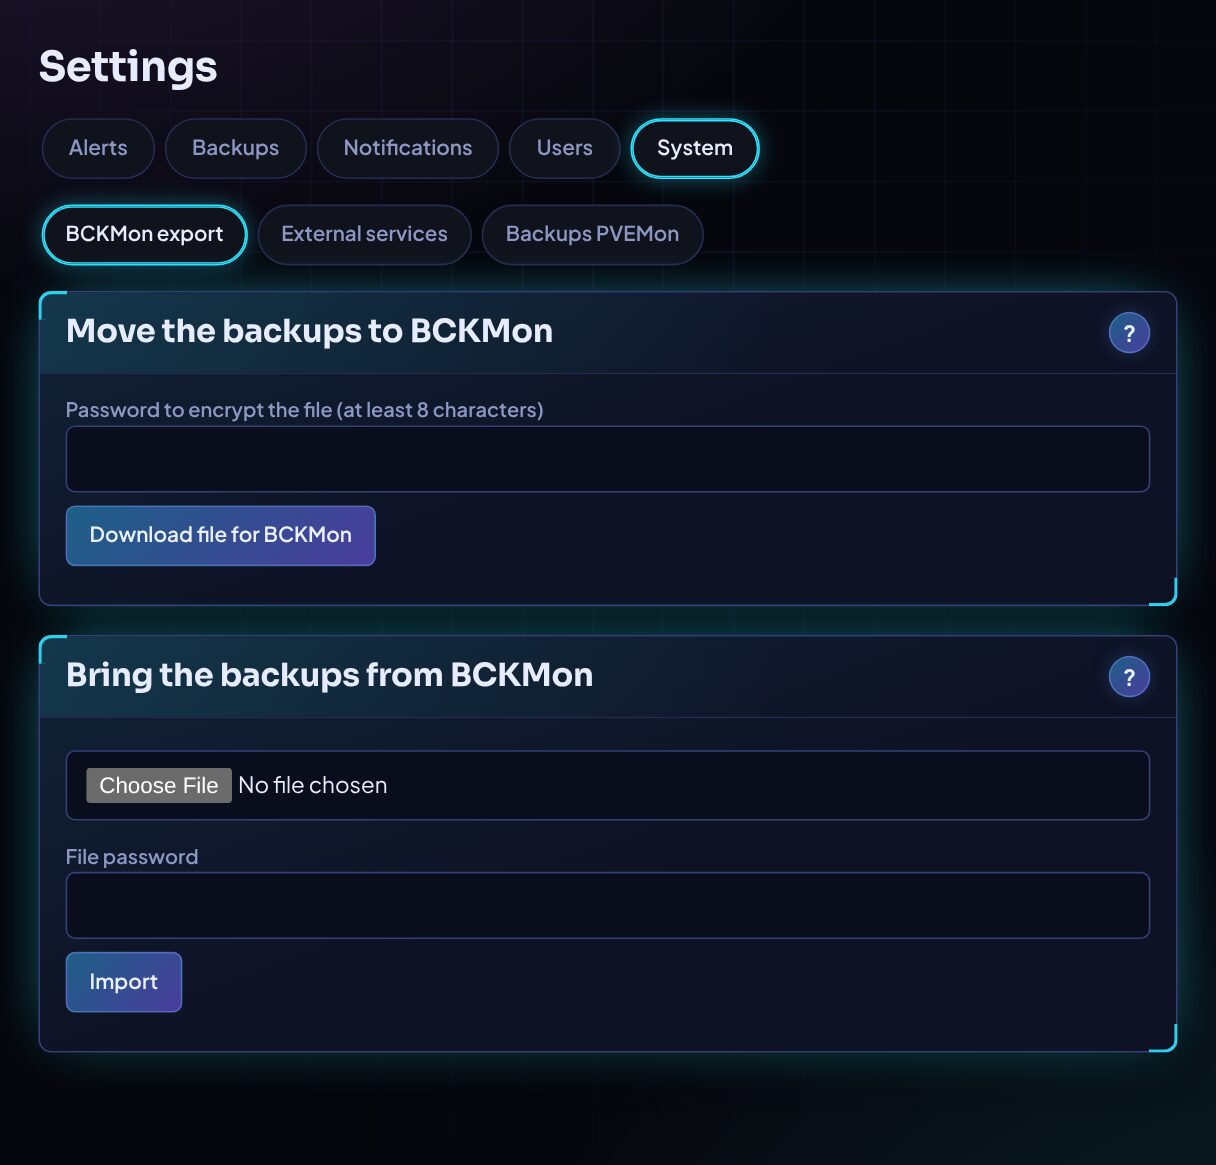 Settings
Alerts Backups Notifications Users System
BCKMon export External services Backups PVEMon
Move the backups to BCKMon ?
Password to encrypt the file (at least 8 characters)
Download file for BCKMon
Bring the backups from BCKMon ?
Choose File No file chosen
File password
Import